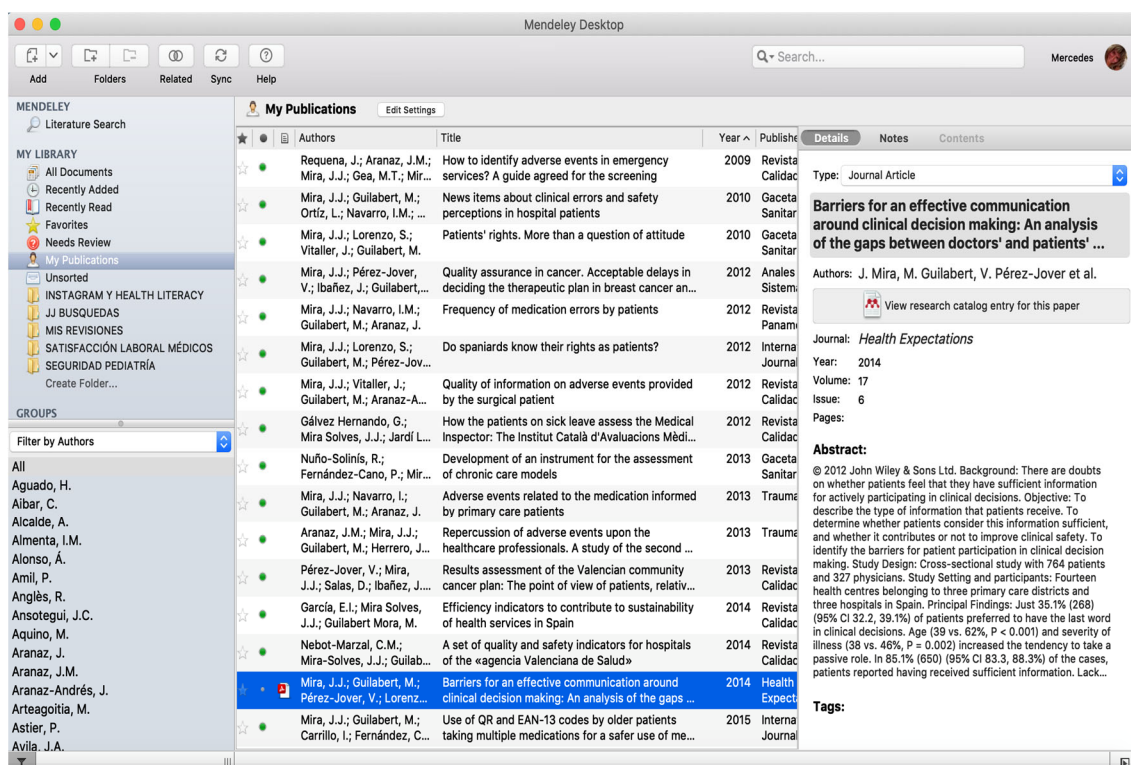 Mendeley Desktop
Add
Folders
Related
Sync
Help
Search...
Mercedes
MENDELEY
Literature Search
MY LIBRARY
All Documents
Recently Added
Recently Read
Favorites
Needs Review
My Publications
Unsorted
INSTAGRAM Y HEALTH LITERACY
JJ BUSQUEDAS
MIS REVISIONES
SATISFACCIÓN LABORAL MÉDICOS
SEGURIDAD PEDIATRÍA
Create Folder...
GROUPS
Filter by Authors
All
Aguado, H.
Aibar, C.
Alcalde, A.
Almenta, I.M.
Alonso, Á.
Amil, P.
Anglès, R.
Ansotegui, J.C.
Aquino, M.
Aranaz, J.
Aranaz, J.M.
Aranaz-Andrés, J.
Arteagoitia, M.
Astier, P.
Avila, J.A.
My Publications
Edit Settings
Authors Title Year Publishe
Requena, J.; Aranaz, J.M.; How to identify adverse events in emergency 2009 Revista
Mira, J.J.; Gea, M.T.; Mir... services? A guide agreed for the screening Calidac
Mira, J.J.; Guilabert, M.; News items about clinical errors and safety 2010 Gaceta
Ortíz, L.; Navarro, I.M.; ... perceptions in hospital patients Sanitar
Mira, J.J.; Lorenzo, S.; Patients' rights. More than a question of attitude 2010 Gaceta
Vitaller, J.; Guilabert, M. Sanitar
Mira, J.J.; Pérez-Jover, Quality assurance in cancer. Acceptable delays in 2012 Anales
V.; Ibañez, J.; Guilabert,... deciding the therapeutic plan in breast cancer an... Sistem
Mira, J.J.; Navarro, I.M.; Frequency of medication errors by patients 2012 Revista
Guilabert, M.; Aranaz, J. Panam
Mira, J.J.; Lorenzo, S.; Do spaniards know their rights as patients? 2012 Interna
Guilabert, M.; Pérez-Jov... Journal
Mira, J.J.; Vitaller, J.; Quality of information on adverse events provided 2012 Revista
Guilabert, M.; Aranaz-A... by the surgical patient Calidac
Gálvez Hernando, G.; How the patients on sick leave assess the Medical 2012 Revista
Mira Solves, J.J.; Jardí L... Inspector: The Institut Català d'Avaluacions Mèdi... Calidac
Nuño-Solinís, R.; Development of an instrument for the assessment 2013 Gaceta
Fernández-Cano, P.; Mir... of chronic care models Sanitar
Mira, J.J.; Navarro, I.; Adverse events related to the medication informed 2013 Trauma
Guilabert, M.; Aranaz, J. by primary care patients
Aranaz, J.M.; Mira, J.J.; Repercussion of adverse events upon the 2013 Trauma
Guilabert, M.; Herrero, J... healthcare professionals. A study of the second ...
Pérez-Jover, V.; Mira, Results assessment of the Valencian community 2013 Revista
J.J.; Salas, D.; Ibañez, J.... cancer plan: The point of view of patients, relativ... Calidac
García, E.I.; Mira Solves, Efficiency indicators to contribute to sustainability 2014 Revista
J.J.; Guilabert Mora, M. of health services in Spain Calidac
Nebot-Marzal, C.M.; A set of quality and safety indicators for hospitals 2014 Revista
Mira-Solves, J.J.; Guilab... of the «agencia Valenciana de Salud» Calidac
Mira, J.J.; Guilabert, M.; Barriers for an effective communication around 2014 Health
Pérez-Jover, V.; Lorenz... clinical decision making: An analysis of the gaps ... Expect
Mira, J.J.; Guilabert, M.; Use of QR and EAN-13 codes by older patients 2015 Interna
Carrillo, I.; Fernández, C... taking multiple medications for a safer use of me... Journal
Details Notes Contents
Type: Journal Article
Barriers for an effective communication
around clinical decision making: An analysis
of the gaps between doctors' and patients' ...
Authors: J. Mira, M. Guilabert, V. Pérez-Jover et al.
View research catalog entry for this paper
Journal: Health Expectations
Year: 2014
Volume: 17
Issue: 6
Pages:
Abstract:
© 2012 John Wiley & Sons Ltd. Background: There are doubts
on whether patients feel that they have sufficient information
for actively participating in clinical decisions. Objective: To
describe the type of information that patients receive. To
determine whether patients consider this information sufficient,
and whether it contributes or not to improve clinical safety. To
identify the barriers for patient participation in clinical decision
making. Study Design: Cross-sectional study with 764 patients
and 327 physicians. Study Setting and participants: Fourteen
health centres belonging to three primary care districts and
three hospitals in Spain. Principal Findings: Just 35.1% (268)
(95% CI 32.2, 39.1%) of patients preferred to have the last word
in clinical decisions. Age (39 vs. 62%, P < 0.001) and severity of
illness (38 vs. 46%, P = 0.002) increased the tendency to take a
passive role. In 85.1% (650) (95% CI 83.3, 88.3%) of the cases,
patients reported having received sufficient information. Lack...
Tags: